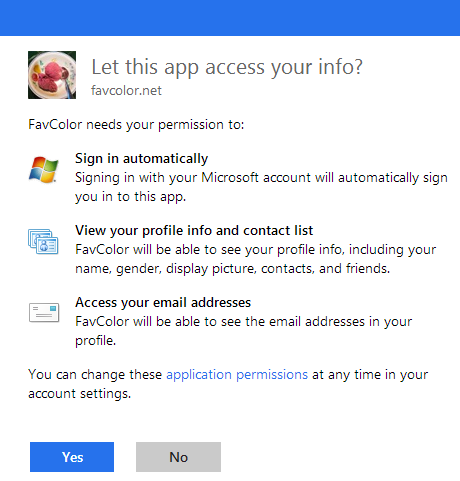 Let this app access your info?
favcolor.net
FavColor needs your permission to:
Sign in automatically
Signing in with your Microsoft account will automatically sign
you in to this app.
View your profile info and contact list
FavColor will be able to see your profile info, including your
name, gender, display picture, contacts, and friends.
Access your email addresses
FavColor will be able to see the email addresses in your
profile.
You can change these application permissions at any time in your
account settings.
Yes
No